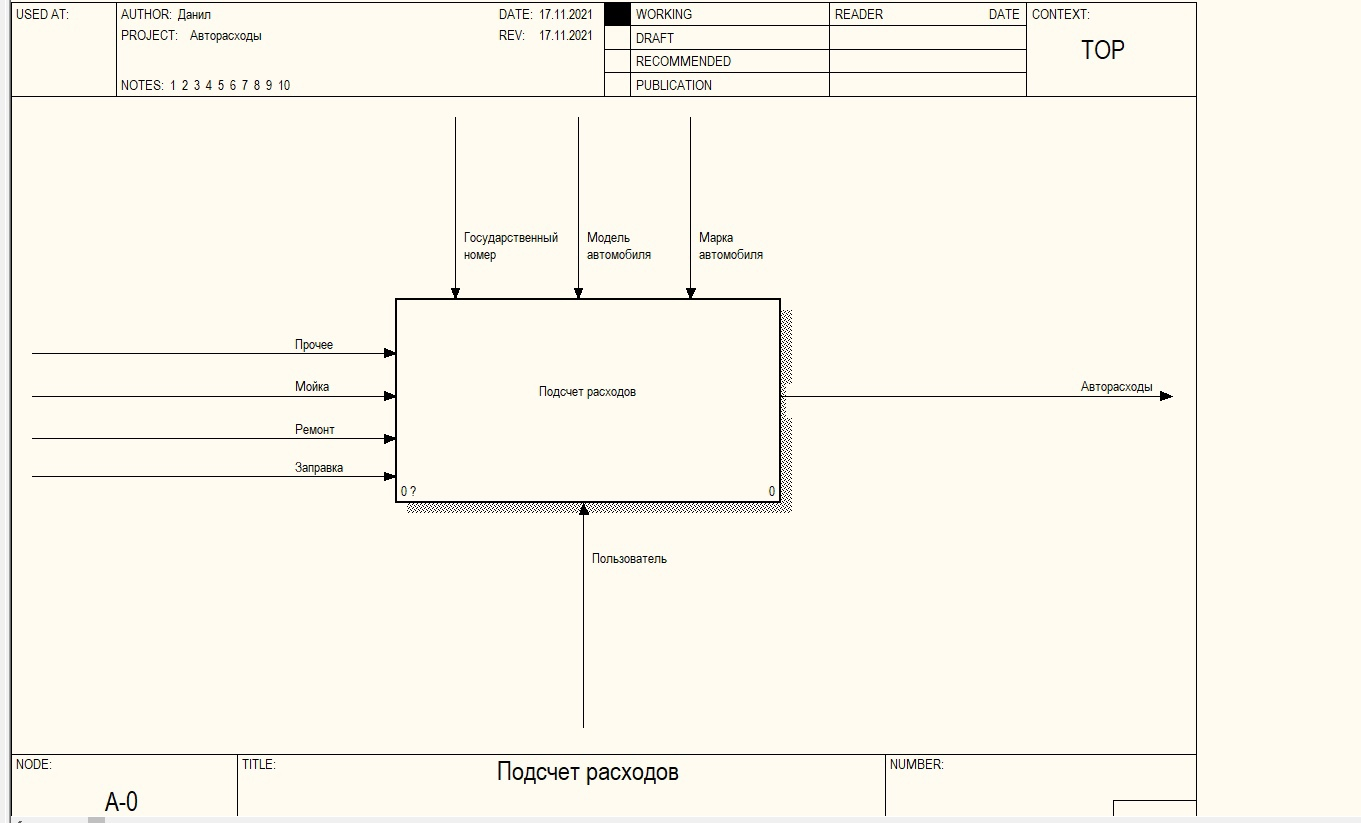 USED AT:
AUTHOR: Данил
DATE: 17.11.2021
WORKING
READER
DATE
CONTEXT:
PROJECT: Авторасходы
REV: 17.11.2021
DRAFT
TOP
RECOMMENDED
NOTES: 1 2 3 4 5 6 7 8 9 10
PUBLICATION
Государственный
номер
Модель
автомобиля
Марка
автомобиля
Прочее
Мойка
Ремонт
Заправка
Подсчет расходов
Авторасходы
0 ?
0
Пользователь
NODE:
A-0
TITLE:
Подсчет расходов
NUMBER: